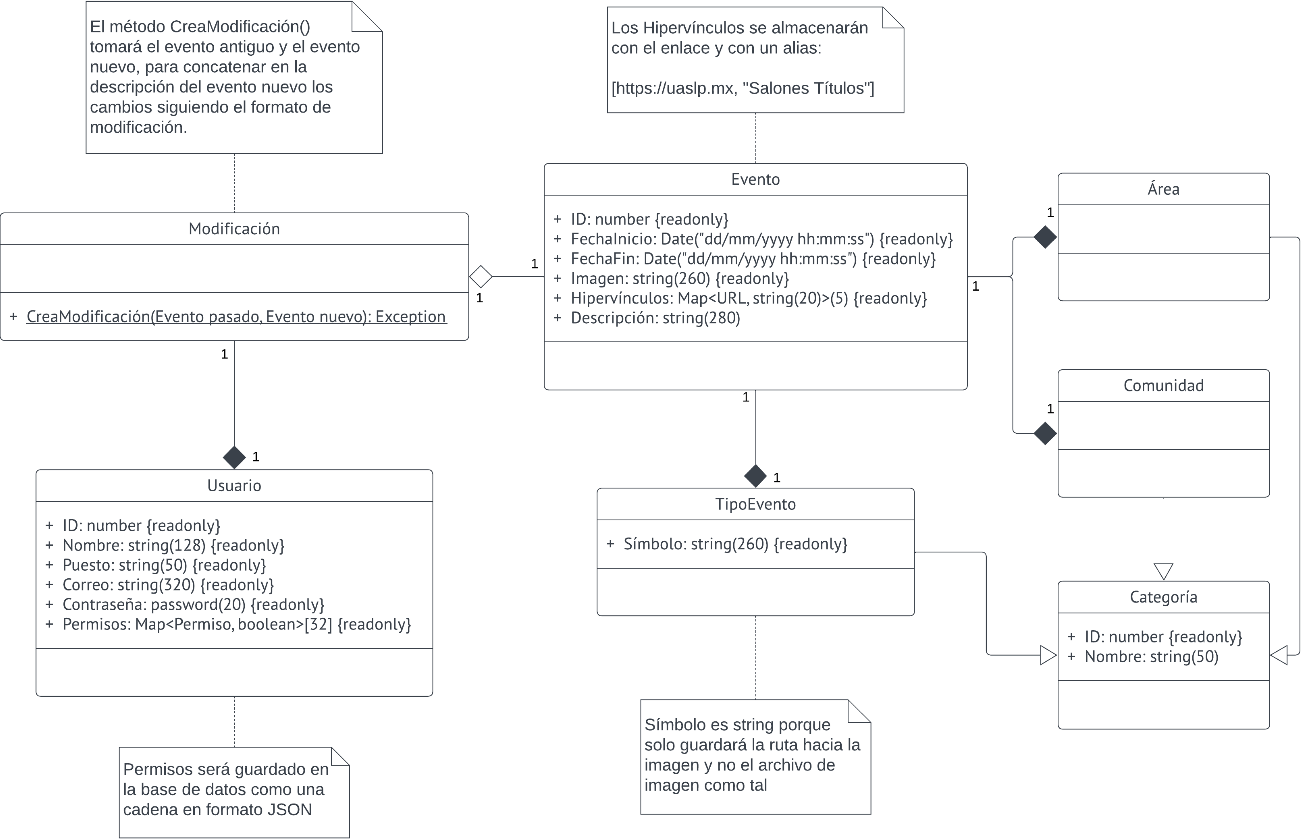 El método CreaModificación()
tomará el evento antiguo y el evento
nuevo, para concatenar en la
descripción del evento nuevo los
cambios siguiendo el formato de
modificación.
Los Hipervínculos se almacenarán
con el enlace y con un alias:
[https://uaslp.mx, "Salones Títulos"]
Modificación
+ CreaModificación(Evento pasado, Evento nuevo): Exception
1
1
1
1
Evento
+ ID: number {readonly}
+ FechaInicio: Date("dd/mm/yyyy hh:mm:ss") {readonly}
+ FechaFin: Date("dd/mm/yyyy hh:mm:ss") {readonly}
+ Imagen: string(260) {readonly}
+ Hipervínculos: Map<URL, string(20)>(5) {readonly}
+ Descripción: string(280)
1
1
1
1
1
Área
Comunidad
Usuario
+ ID: number {readonly}
+ Nombre: string(128) {readonly}
+ Puesto: string(50) {readonly}
+ Correo: string(320) {readonly}
+ Contraseña: password(20) {readonly}
+ Permisos: Map<Permiso, boolean>[32] {readonly}
TipoEvento
+ Símbolo: string(260) {readonly}
Categoría
+ ID: number {readonly}
+ Nombre: string(50)
Permisos será guardado en
la base de datos como una
cadena en formato JSON
Símbolo es string porque
solo guardará la ruta hacia la
imagen y no el archivo de
imagen como tal